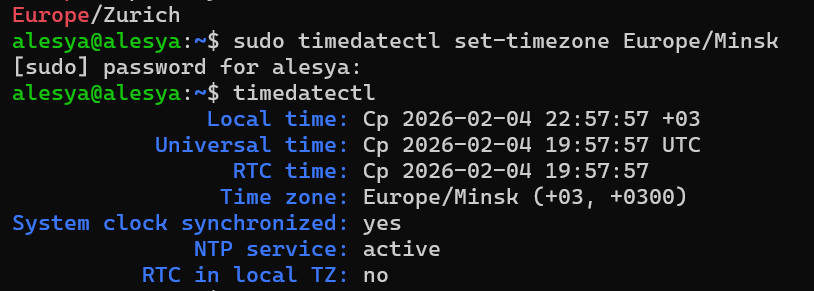 Europe/Zurich
alesya@alesya:~$ sudo timedatectl set-timezone Europe/Minsk
[sudo] password for alesya:
alesya@alesya:~$ timedatectl
Local time: Ср 2026-02-04 22:57:57 +03
Universal time: Ср 2026-02-04 19:57:57 UTC
RTC time: Ср 2026-02-04 19:57:57
Time zone: Europe/Minsk (+03, +0300)
System clock synchronized: yes
NTP service: active
RTC in local TZ: no